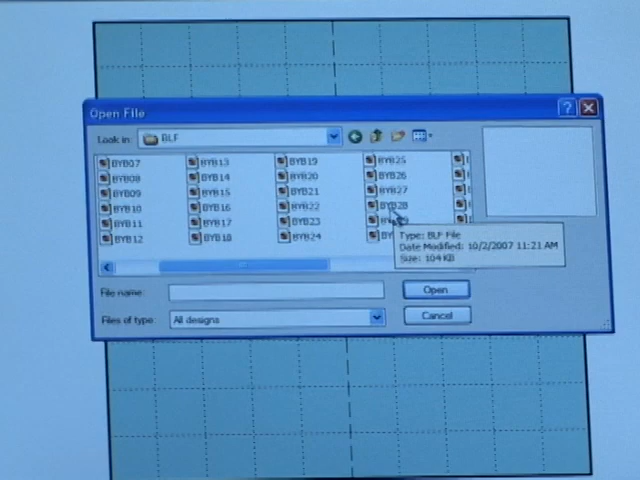 Open File
Look in: BLF
BYB07 BYB13 BYB19 BYB25
BYB08 BYB14 BYB20 BYB26
BYB09 BYB15 BYB21 BYB27
BYB10 BYB16 BYB22 BYB28
BYB11 BYB17 BYB23
BYB12 BYB18 BYB24 BY
Type: BLF File
Date Modified: 10/2/2007 11:21 AM
Size: 104 KB
File name:
Open
Files of type: All designs
Cancel